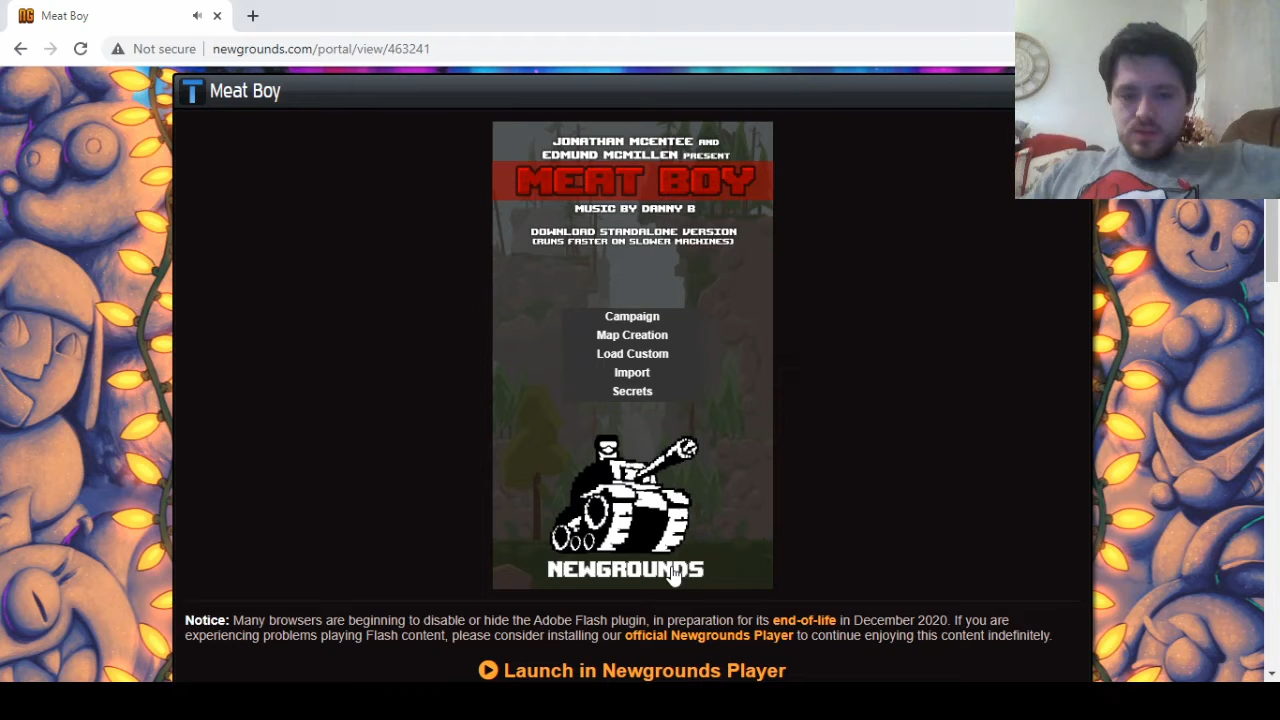 Meat Boy
Not secure
newgrounds.com/portal/view/463241
Meat Boy
JONATHAN MCENTEE AND
EDMUND MCMILLEN PRESENT
MEAT BOY
MUSIC BY DANNY B
DOWNLOAD STANDALONE VERSION
(RUNS FASTER ON SLOWER MACHINES)
Campaign
Map Creation
Load Custom
Import
Secrets
NEWGROUNDS
Notice: Many browsers are beginning to disable or hide the Adobe Flash plugin, in preparation for its end-of-life in December 2020. If you are
experiencing problems playing Flash content, please consider installing our official Newgrounds Player to continue enjoying this content indefinitely.
Launch in Newgrounds Player